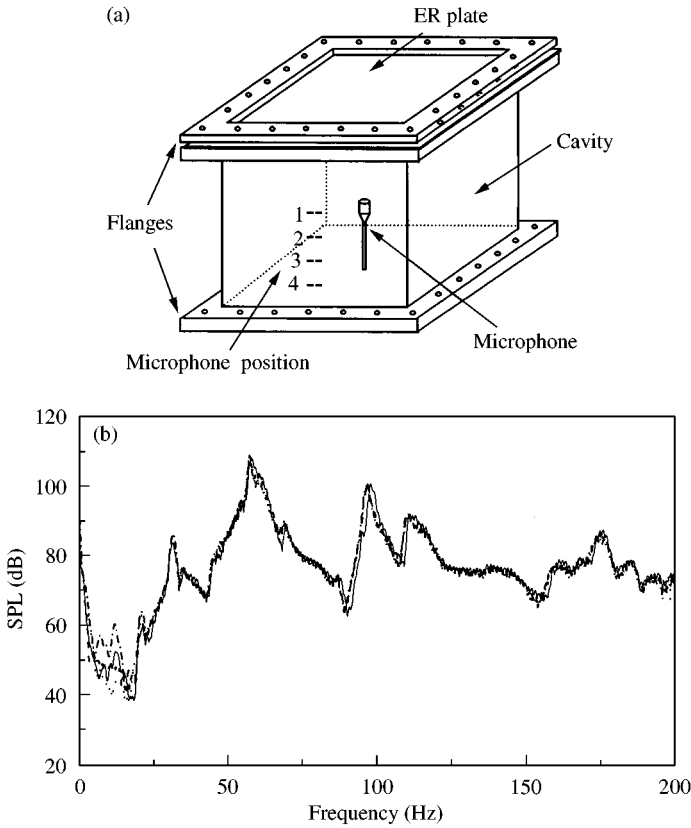 (a)
ER plate
Cavity
Flanges
1
2
3
4
Microphone
Microphone position
(b)
120
100
80
60
40
20
SPL (dB)
0
50
100
150
200
Frequency (Hz)